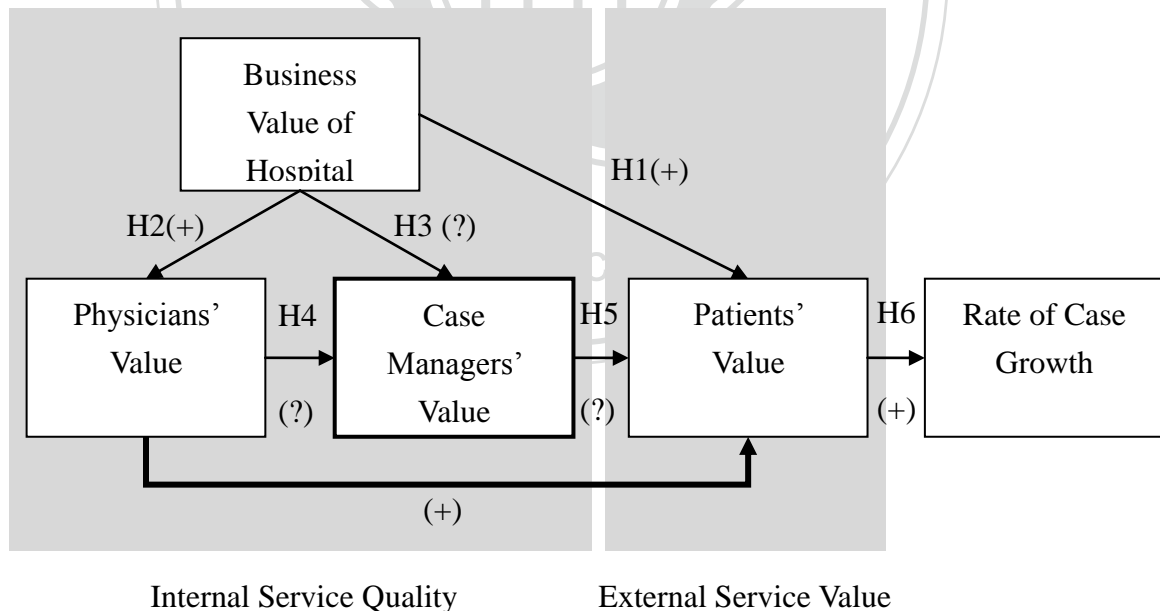 Business
Value of
Hospital
H1(+)
H2(+)
H3 (?)
Physicians’
Value
H4
(?)
Case
Managers’
Value
H5
(?)
Patients’
Value
H6
(+)
Rate of Case
Growth
(+)
Internal Service Quality
External Service Value